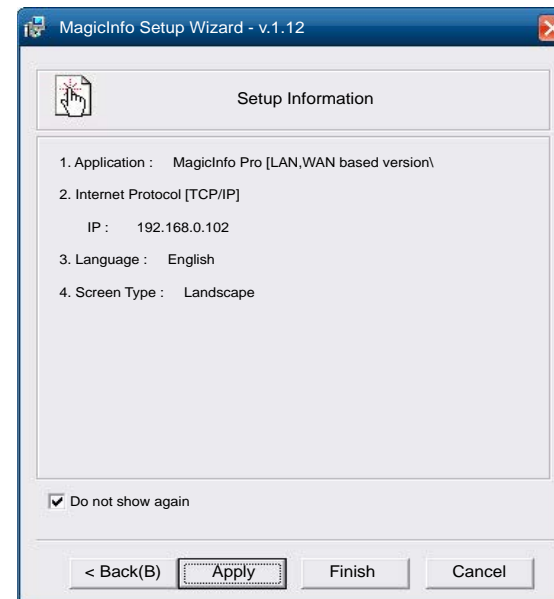 MagicInfo Setup Wizard - v.1.12
Setup Information
1. Application : MagicInfo Pro [LAN,WAN based version\
2. Internet Protocol [TCP/IP]
IP : 192.168.0.102
3. Language : English
4. Screen Type : Landscape
Do not show again
< Back(B) Apply Finish Cancel